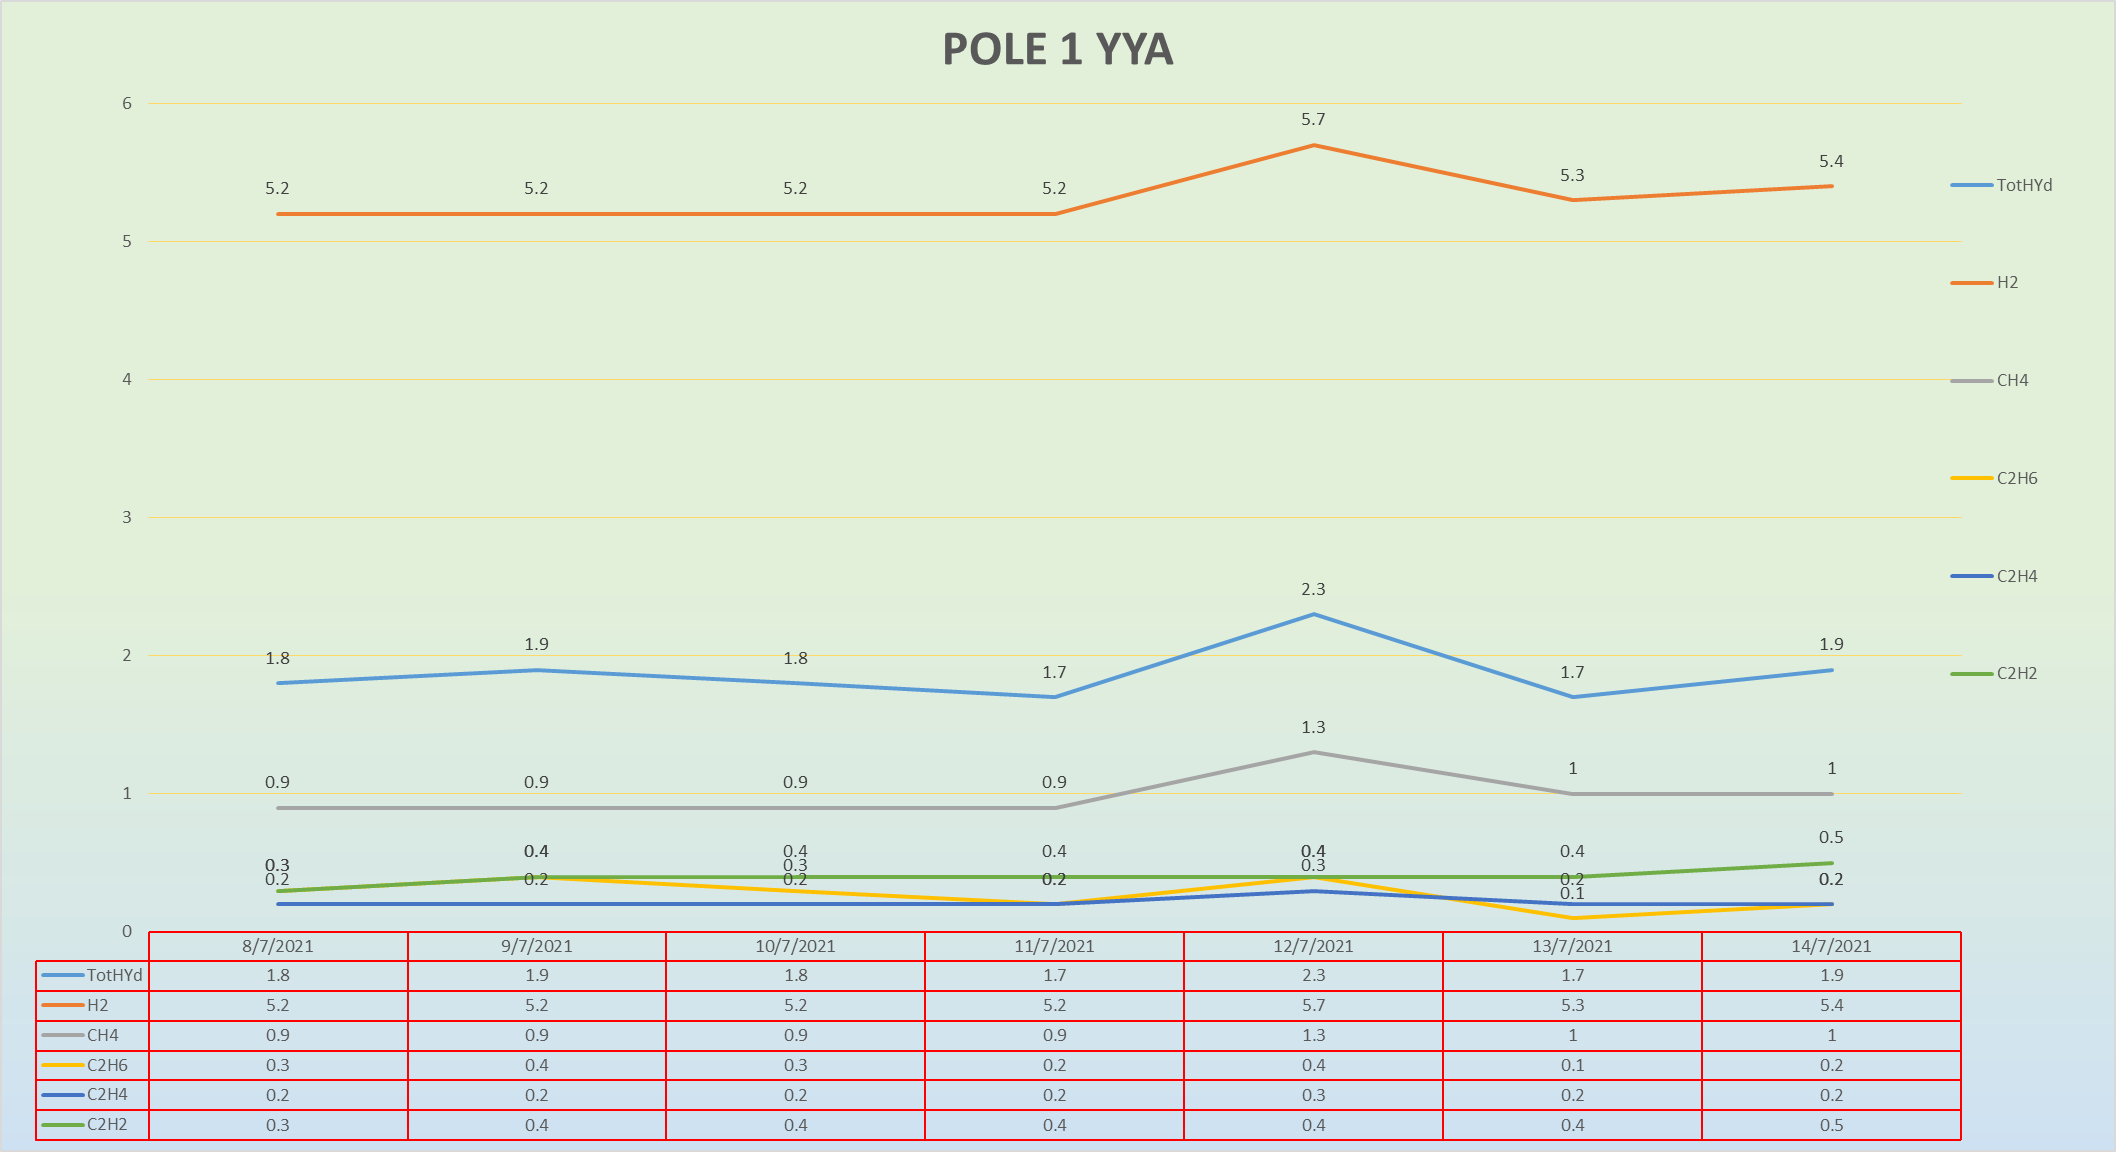 POLE 1 YYA
6
5.7
5.4
5.3
5.2 5.2 5.2 5.2
TotHYd
5
H2
4
CH4
3
C2H6
C2H4
2.3
2
1.9 1.9
1.8 1.8 1.7 1.7
C2H2
1.3
1
0.9 0.9 0.9 0.9 1 1
0.5
0.4 0.4 0.4 0.4 0.4
0.3 0.3 0.3
0.2 0.2 0.2 0.2 0.2 0.2
0.1
0
8/7/2021 9/7/2021 10/7/2021 11/7/2021 12/7/2021 13/7/2021 14/7/2021
TotHYd 1.8 1.9 1.8 1.7 2.3 1.7 1.9
H2 5.2 5.2 5.2 5.2 5.7 5.3 5.4
CH4 0.9 0.9 0.9 0.9 1.3 1 1
C2H6 0.3 0.4 0.3 0.2 0.4 0.1 0.2
C2H4 0.2 0.2 0.2 0.2 0.3 0.2 0.2
C2H2 0.3 0.4 0.4 0.4 0.4 0.4 0.5